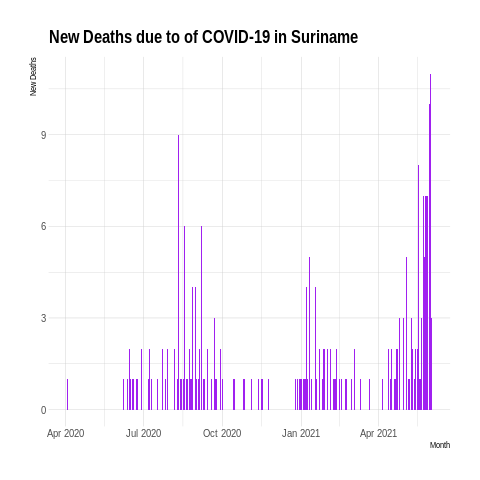 New Deaths due to of COVID-19 in Suriname
New Deaths
9
6
3
0
Apr 2020 Jul 2020 Oct 2020 Jan 2021 Apr 2021
Month